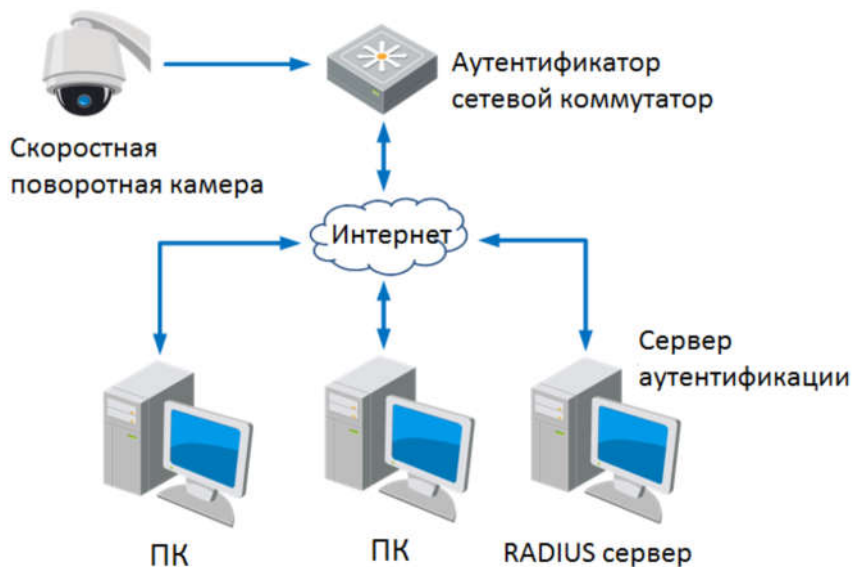 Аутентификатор
сетевой коммутатор
Скоростная
поворотная камера
Интернет
Сервер
аутентификации
ПК
ПК
RADIUS сервер